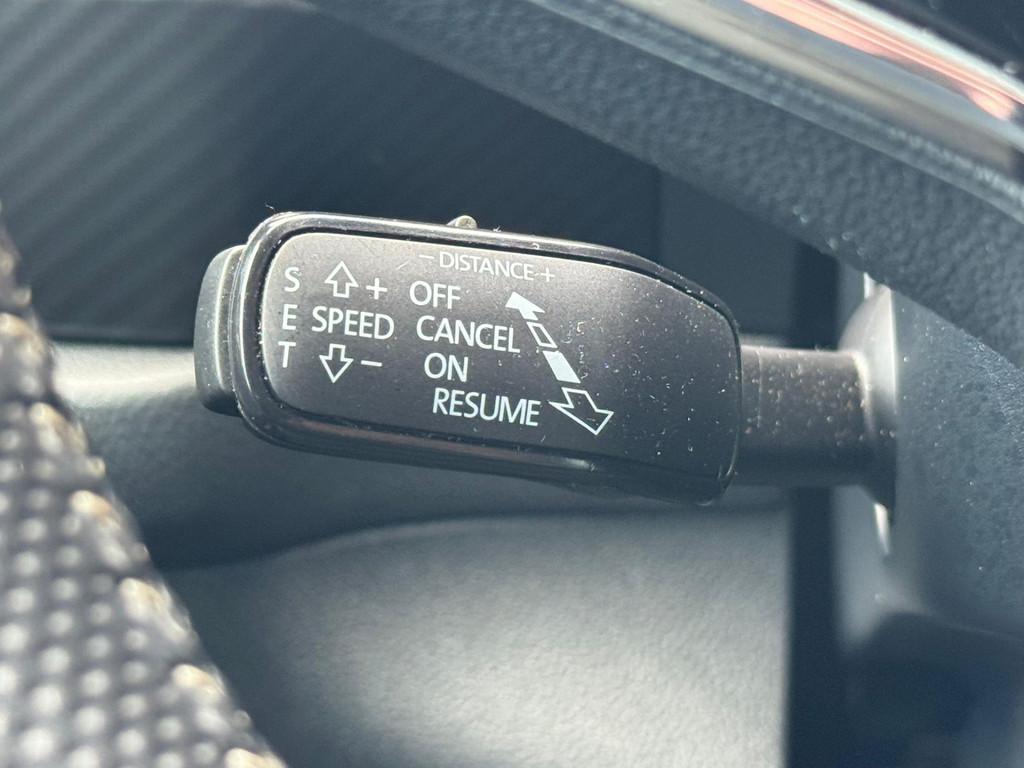 - DISTANCE +
S + OFF
E SPEED CANCEL
T - ON
RESUME